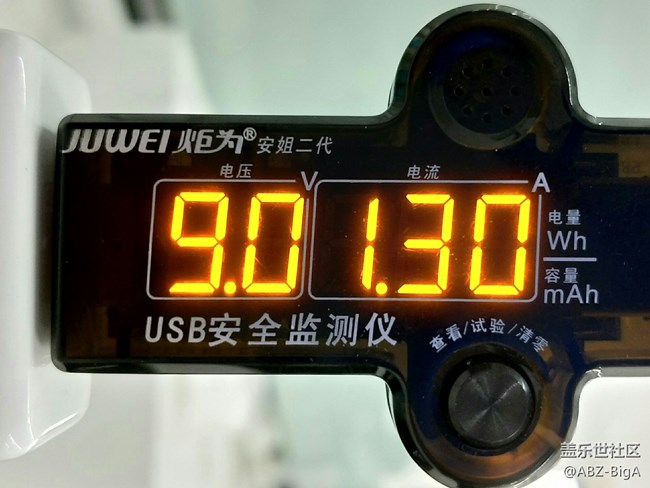 JUWEI 炬为® 安姐二代
电压 电流
V A
9.0 1.30
电量
Wh
容量
mAh
USB安全监测仪
查看/试验/清零
盖乐世社区
@ABZ-BigA